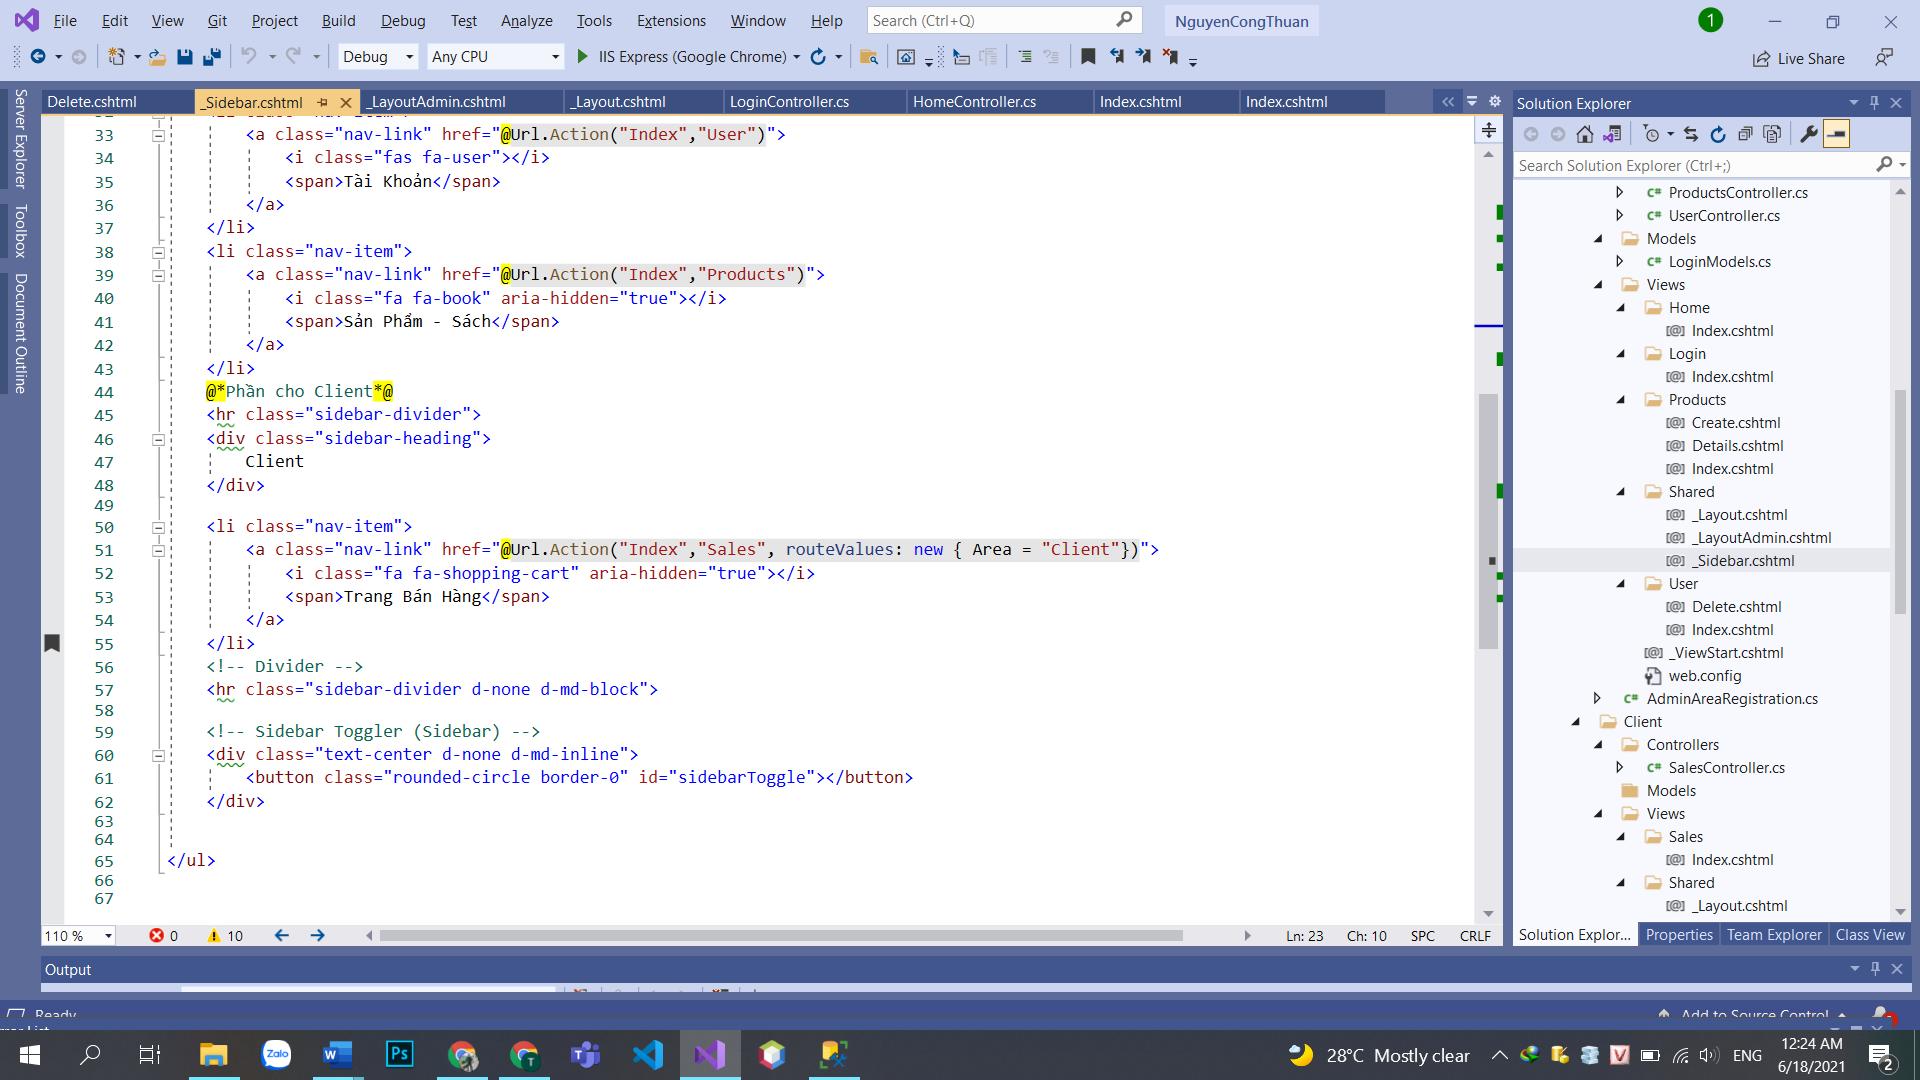 File Edit View Git Project Build Debug Test Analyze Tools Extensions Window Help Search (Ctrl+Q) NguyenCongThuan 1
Debug Any CPU IIS Express (Google Chrome) Live Share
Server Explorer
Toolbox
Document Outline
Delete.cshtml _Sidebar.cshtml _LayoutAdmin.cshtml _Layout.cshtml LoginController.cs HomeController.cs Index.cshtml Index.cshtml
33 <a class="nav-link" href="@Url.Action("Index","User")">
34 <i class="fas fa-user"></i>
35 <span>Tài Khoản</span>
36 </a>
37 </li>
38 <li class="nav-item">
39 <a class="nav-link" href="@Url.Action("Index","Products")">
40 <i class="fa fa-book" aria-hidden="true"></i>
41 <span>Sản Phẩm - Sách</span>
42 </a>
43 </li>
44 @*Phần cho Client*@
45 <hr class="sidebar-divider">
46 <div class="sidebar-heading">
47 Client
48 </div>
49
50 <li class="nav-item">
51 <a class="nav-link" href="@Url.Action("Index","Sales", routeValues: new { Area = "Client"})">
52 <i class="fa fa-shopping-cart" aria-hidden="true"></i>
53 <span>Trang Bán Hàng</span>
54 </a>
55 </li>
56 <!-- Divider -->
57 <hr class="sidebar-divider d-none d-md-block">
58
59 <!-- Sidebar Toggler (Sidebar) -->
60 <div class="text-center d-none d-md-inline">
61 <button class="rounded-circle border-0" id="sidebarToggle"></button>
62 </div>
63
64
65 </ul>
66
67
110 % 0 10 Ln: 23 Ch: 10 SPC CRLF
Solution Explorer
Search Solution Explorer (Ctrl+;)
C# ProductsController.cs
C# UserController.cs
Models
C# LoginModels.cs
Views
Home
[@] Index.cshtml
Login
[@] Index.cshtml
Products
[@] Create.cshtml
[@] Details.cshtml
[@] Index.cshtml
Shared
[@] _Layout.cshtml
[@] _LayoutAdmin.cshtml
[@] _Sidebar.cshtml
User
[@] Delete.cshtml
[@] Index.cshtml
[@] _ViewStart.cshtml
web.config
C# AdminAreaRegistration.cs
Client
Controllers
C# SalesController.cs
Models
Views
Sales
[@] Index.cshtml
Shared
[@] _Layout.cshtml
Solution Explor... Properties Team Explorer Class View
Output
Ready Add to Source Control
Zalo Ps T 28°C Mostly clear V ENG 12:24 AM
6/18/2021 2